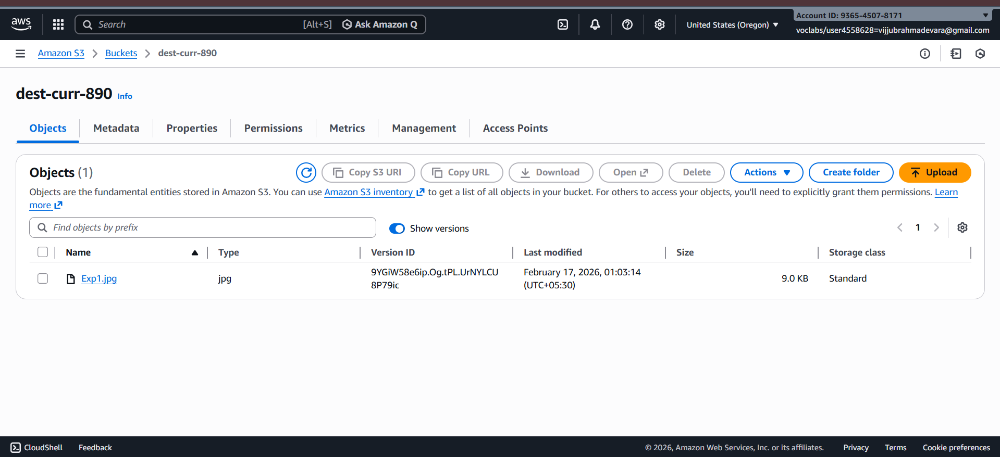 aws
Search [Alt+S] Ask Amazon Q
United States (Oregon)
Account ID: 9365-4507-8171
voclabs/user4558628=vijjubrahmadevara@gmail.com
Amazon S3 Buckets dest-curr-890
dest-curr-890 Info
Objects Metadata Properties Permissions Metrics Management Access Points
Objects (1) Copy S3 URI Copy URL Download Open Delete Actions Create folder Upload
Objects are the fundamental entities stored in Amazon S3. You can use Amazon S3 inventory to get a list of all objects in your bucket. For others to access your objects, you'll need to explicitly grant them permissions. Learn
more
Find objects by prefix Show versions 1
Name Type Version ID Last modified Size Storage class
Exp1.jpg jpg 9YGiW58e6ip.Og.tPL.UrNYLCU February 17, 2026, 01:03:14 9.0 KB Standard
8P79ic (UTC+05:30)
CloudShell Feedback © 2026, Amazon Web Services, Inc. or its affiliates. Privacy Terms Cookie preferences